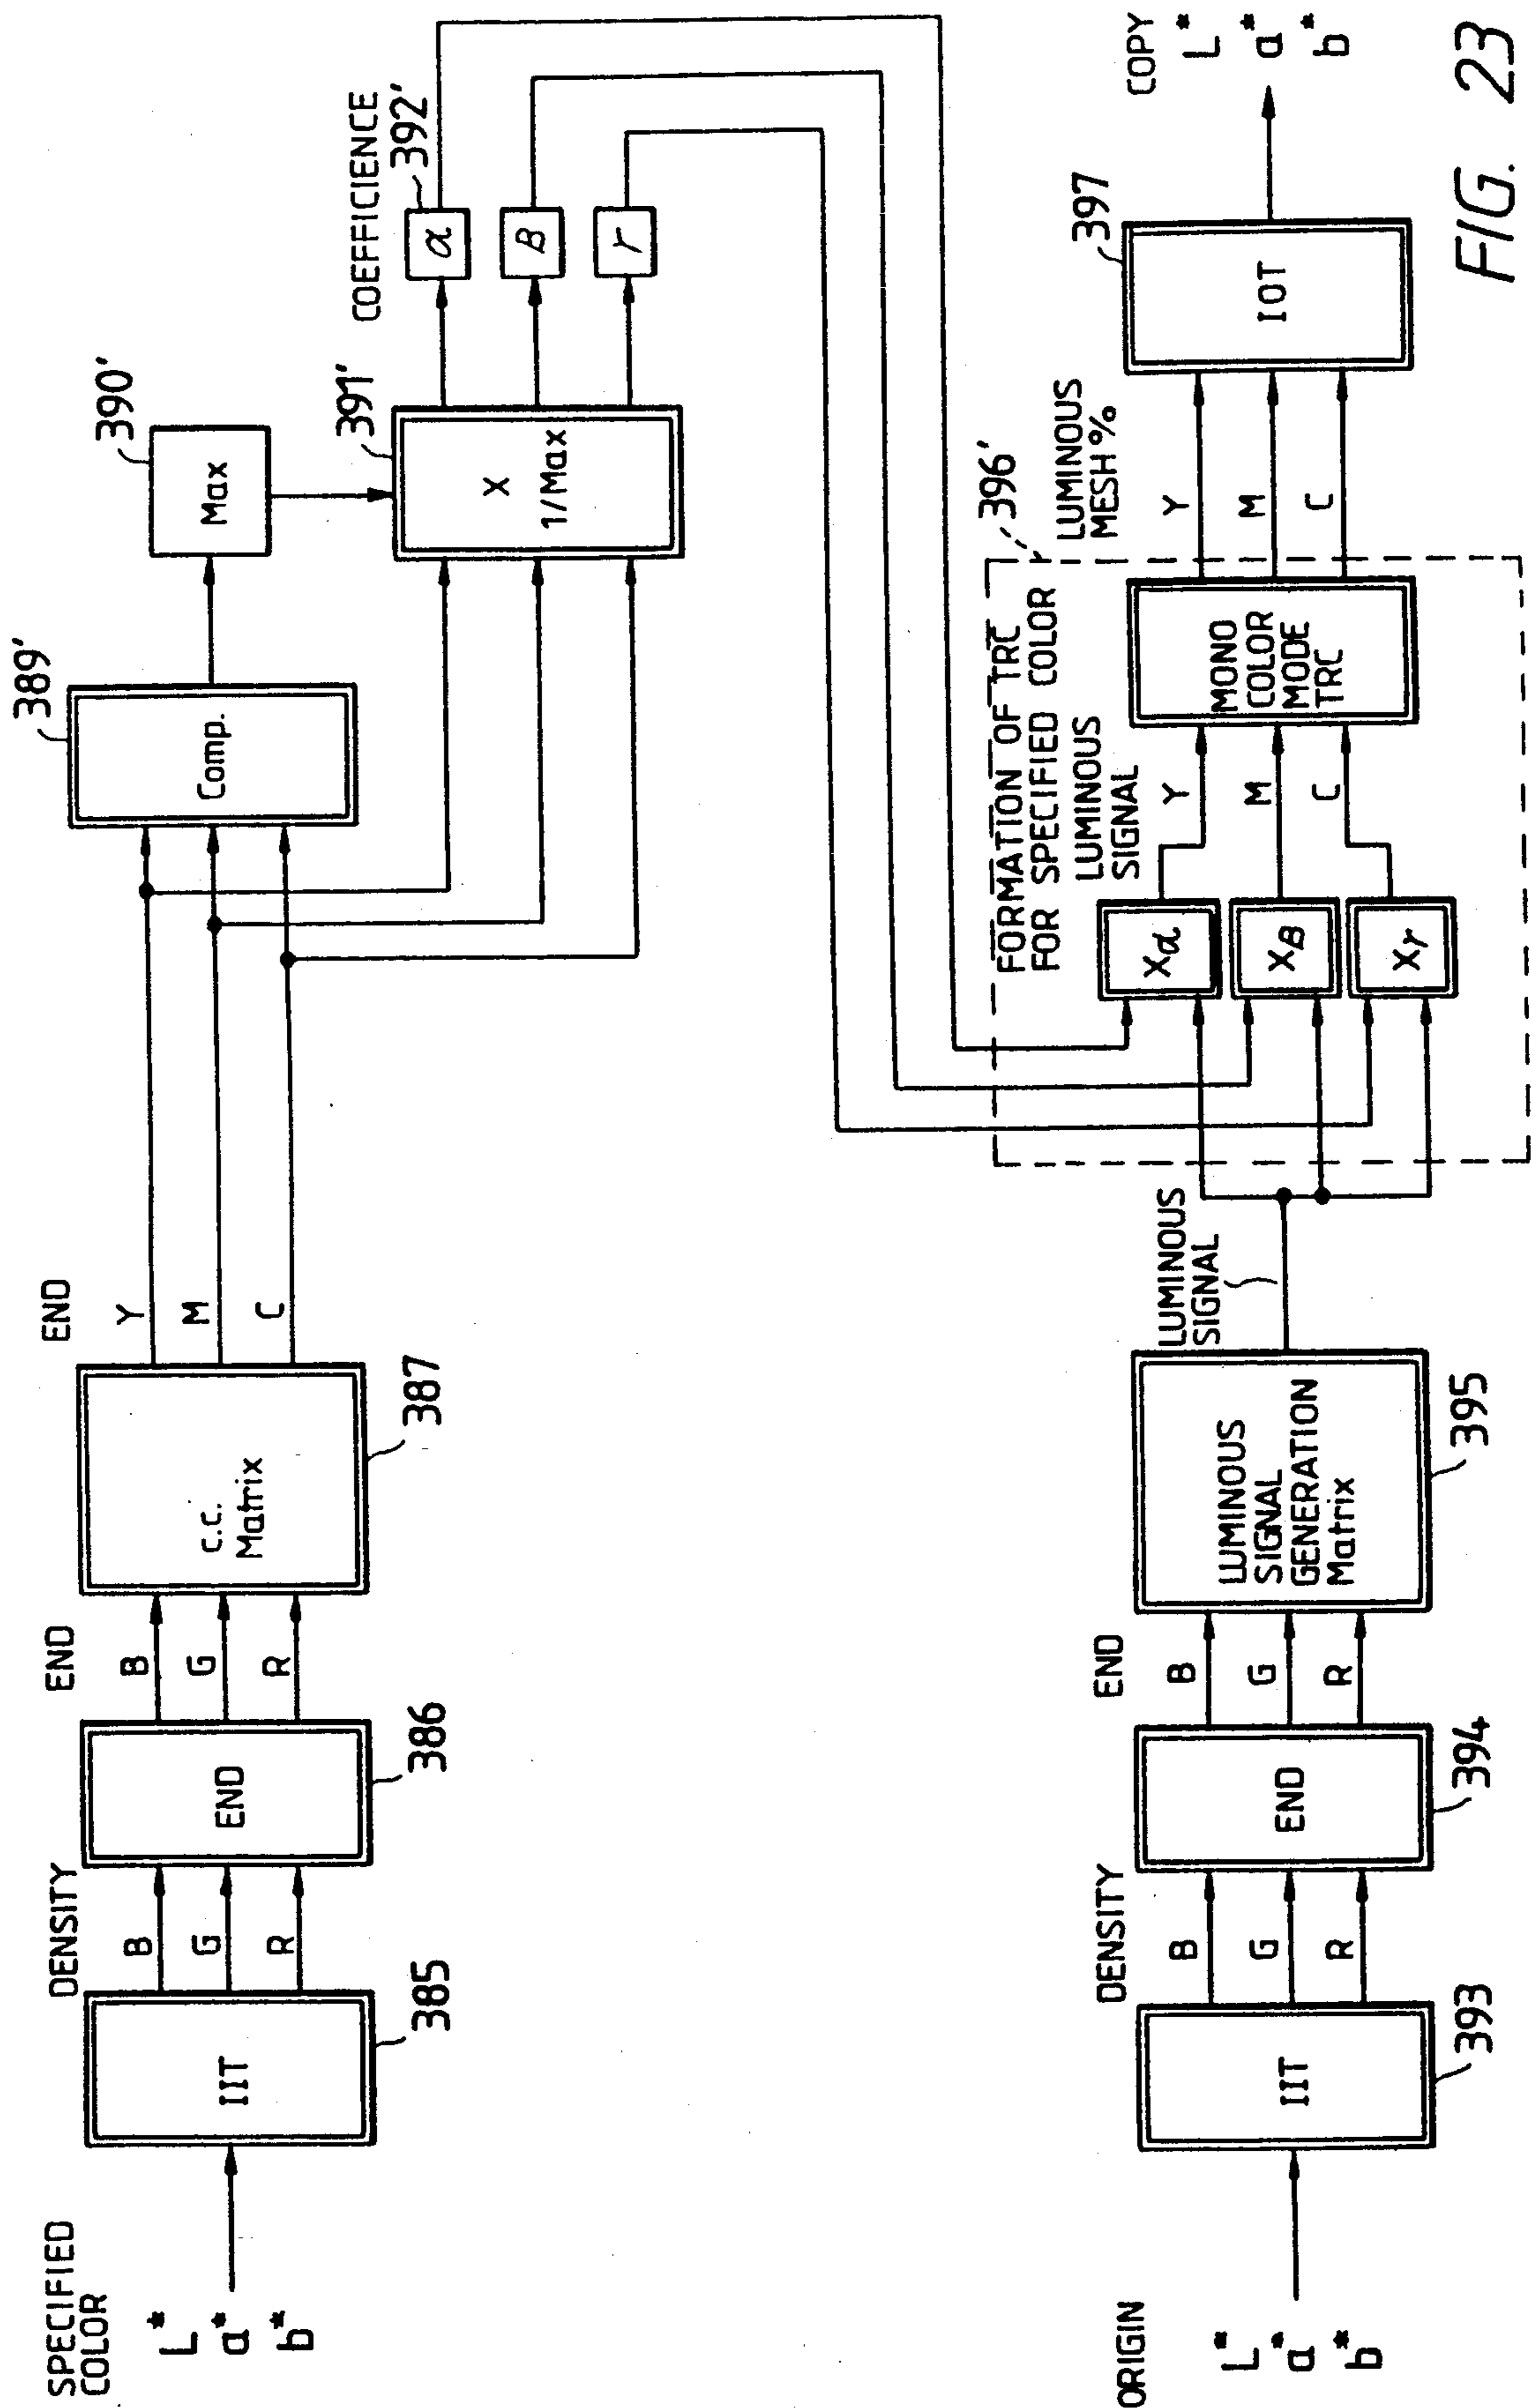 SPECIFIED
COLOR
L*
a*
b*
IIT
385
DENSITY
B
G
R
END
386
END
B
G
R
C.C.
Matrix
387
END
Y
M
C
Comp.
389'
Max
390'
X
1/Max
391'
COEFFICIENCE
392'
α
B
r
ORIGIN
L*
a*
b*
IIT
393
DENSITY
B
G
R
END
394
END
B
G
R
LUMINOUS
SIGNAL
GENERATION
Matrix
395
LUMINOUS
SIGNAL
FORMATION OF TRC
FOR SPECIFIED COLOR
396'
Xα
XB
Xr
LUMINOUS
SIGNAL
Y
M
C
MONO
COLOR
MODE
TRC
LUMINOUS
MESH%
Y
M
C
IOT
397
COPY
L*
a*
b*
FIG. 23